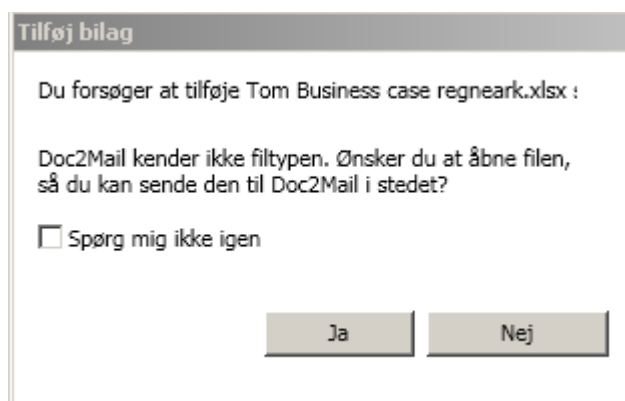 Tilføj bilag
Du forsøger at tilføje Tom Business case regneark.xlsx
Doc2Mail kender ikke filtypen. Ønsker du at åbne filen,
så du kan sende den til Doc2Mail i stedet?
Spørg mig ikke igen
Ja
Nej